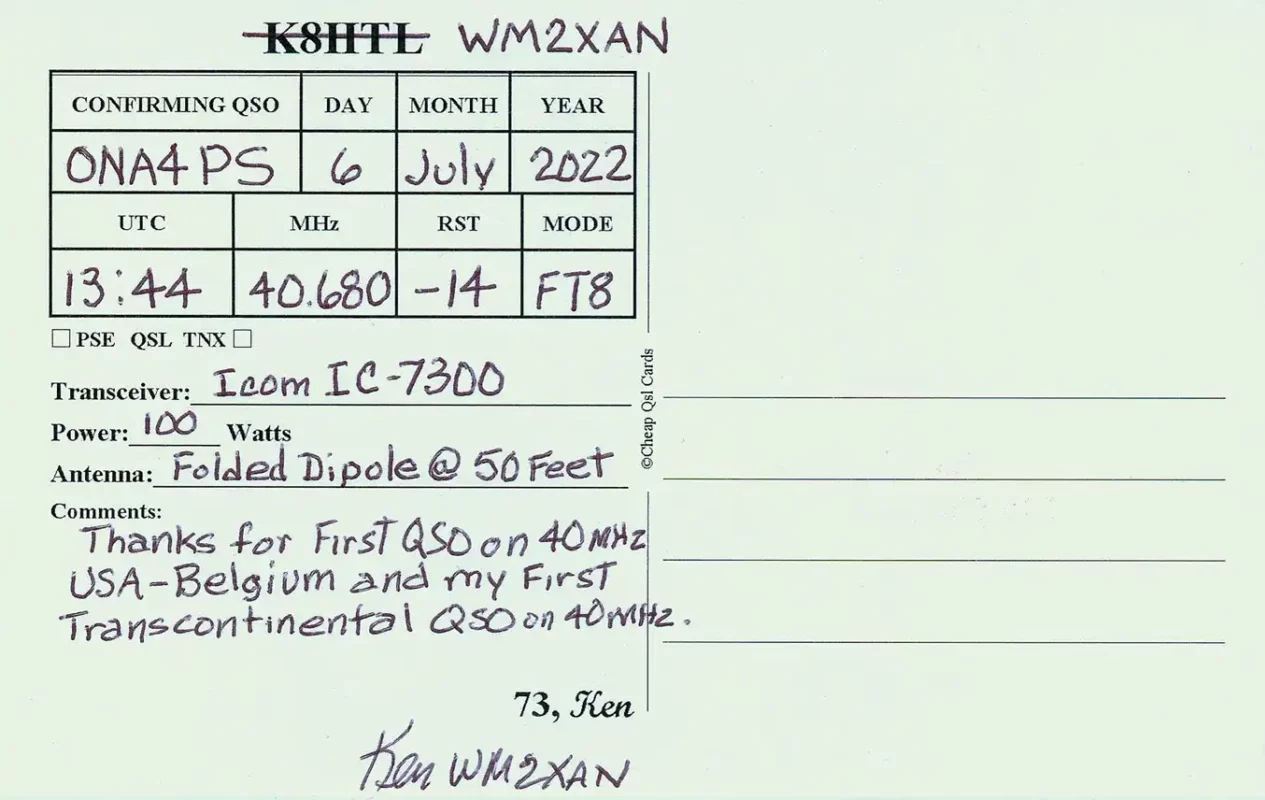 K8HTL WM2XAN
CONFIRMING QSO DAY MONTH YEAR
ONA4PS 6 July 2022
UTC MHz RST MODE
13:44 40.680 -14 FT8
☐ PSE QSL TNX ☐
Transceiver: Icom IC-7300
Power: 100 Watts
Antenna: Folded Dipole @ 50 Feet
Comments:
Thanks for First QSO on 40MHz
USA-Belgium and my First
Transcontinental QSO on 40MHz.
73, Ken
Ken WM2XAN
©Cheap Qsl Cards